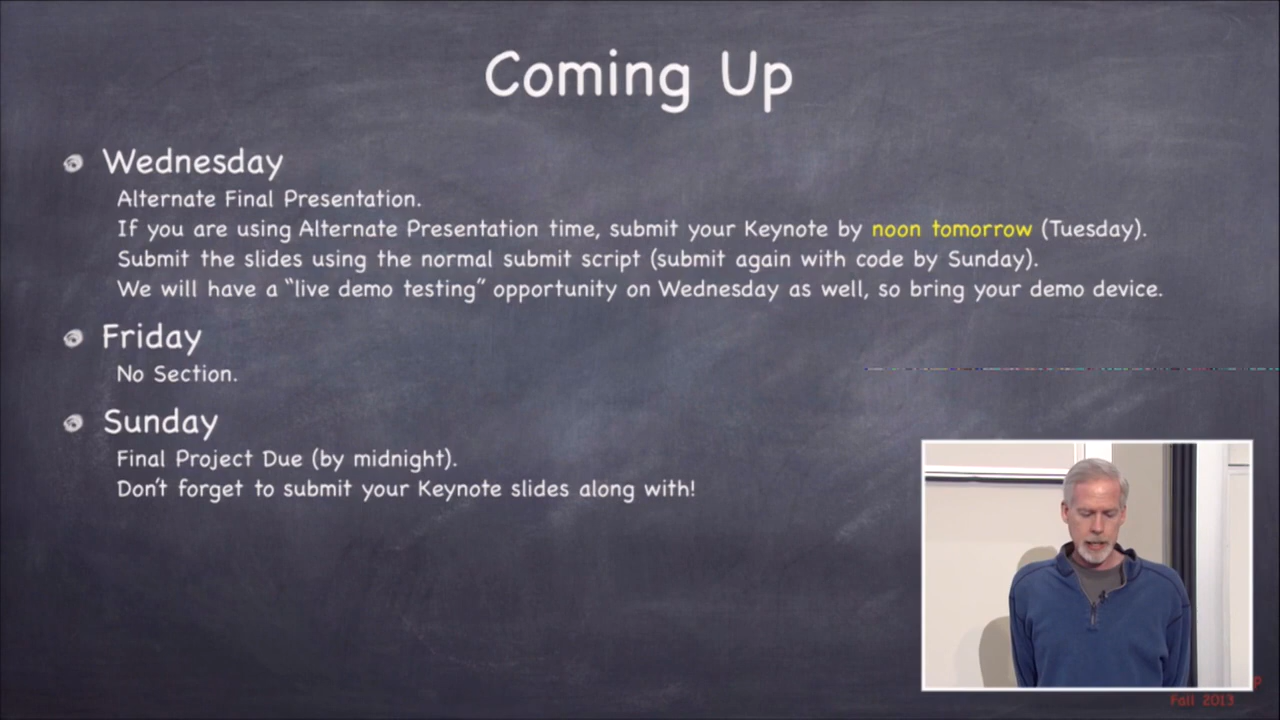 Coming Up
Wednesday
Alternate Final Presentation.
If you are using Alternate Presentation time, submit your Keynote by noon tomorrow (Tuesday).
Submit the slides using the normal submit script (submit again with code by Sunday).
We will have a “live demo testing” opportunity on Wednesday as well, so bring your demo device.
Friday
No Section.
Sunday
Final Project Due (by midnight).
Don’t forget to submit your Keynote slides along with!
Fall 2013